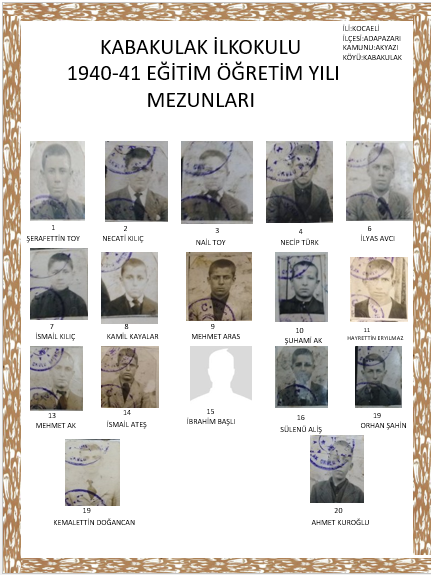 İLİ:KOCAELİ
İLÇESİ:ADAPAZARI
KAMUNU:AKYAZI
KÖYÜ:KABAKULAK
KABAKULAK İLKOKULU
1940-41 EĞİTİM ÖĞRETİM YILI
MEZUNLARI
1
ŞERAFETTİN TOY
2
NECATİ KILIÇ
3
NAİL TOY
4
NECİP TÜRK
6
İLYAS AVCI
7
İSMAİL KILIÇ
8
KAMİL KAYALAR
9
MEHMET ARAS
10
ŞUHAMİ AK
11
HAYRETTİN ERYILMAZ
13
MEHMET AK
14
İSMAİL ATEŞ
15
İBRAHİM BAŞLI
16
SÜLENÜ ALİŞ
19
ORHAN ŞAHİN
19
KEMALETTİN DOĞANCAN
20
AHMET KUROĞLU